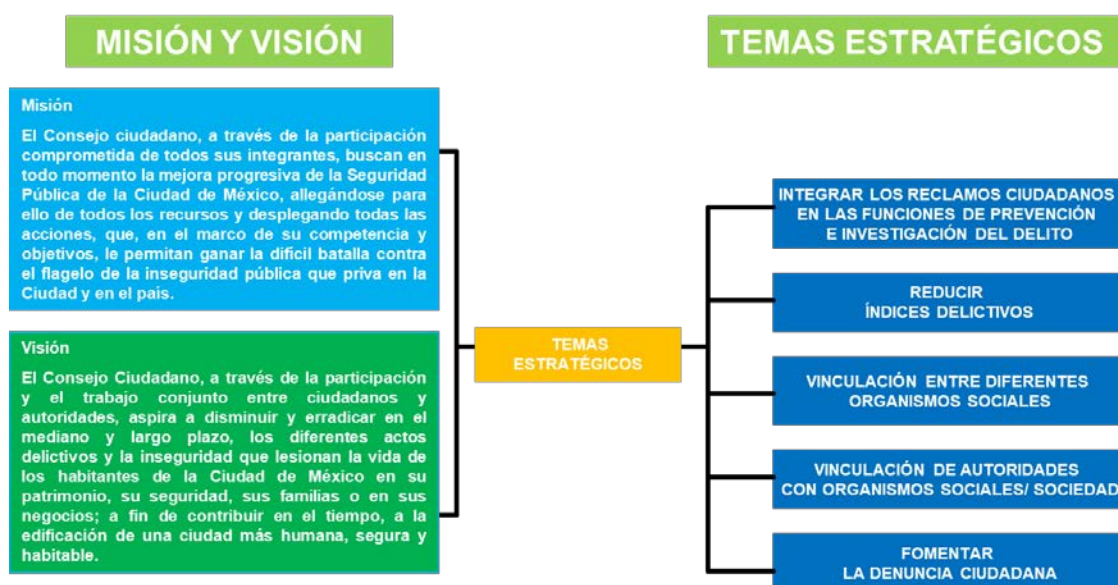 MISIÓN Y VISIÓN
Misión
El Consejo ciudadano, a través de la participación
comprometida de todos sus integrantes, buscan en
todo momento la mejora progresiva de la Seguridad
Pública de la Ciudad de México, allegándose para
ello de todos los recursos y desplegando todas las
acciones, que, en el marco de su competencia y
objetivos, le permitan ganar la difícil batalla contra
el flagelo de la inseguridad pública que priva en la
Ciudad y en el país.
Visión
El Consejo Ciudadano, a través de la participación
y el trabajo conjunto entre ciudadanos y
autoridades, aspira a disminuir y erradicar en el
mediano y largo plazo, los diferentes actos
delictivos y la inseguridad que lesionan la vida de
los habitantes de la Ciudad de México en su
patrimonio, su seguridad, sus familias o en sus
negocios; a fin de contribuir en el tiempo, a la
edificación de una ciudad más humana, segura y
habitable.
TEMAS
ESTRATÉGICOS
TEMAS ESTRATÉGICOS
INTEGRAR LOS RECLAMOS CIUDADANOS
EN LAS FUNCIONES DE PREVENCIÓN
E INVESTIGACIÓN DEL DELITO
REDUCIR
ÍNDICES DELICTIVOS
VINCULACIÓN ENTRE DIFERENTES
ORGANISMOS SOCIALES
VINCULACIÓN DE AUTORIDADES
CON ORGANISMOS SOCIALES/ SOCIEDAD
FOMENTAR
LA DENUNCIA CIUDADANA